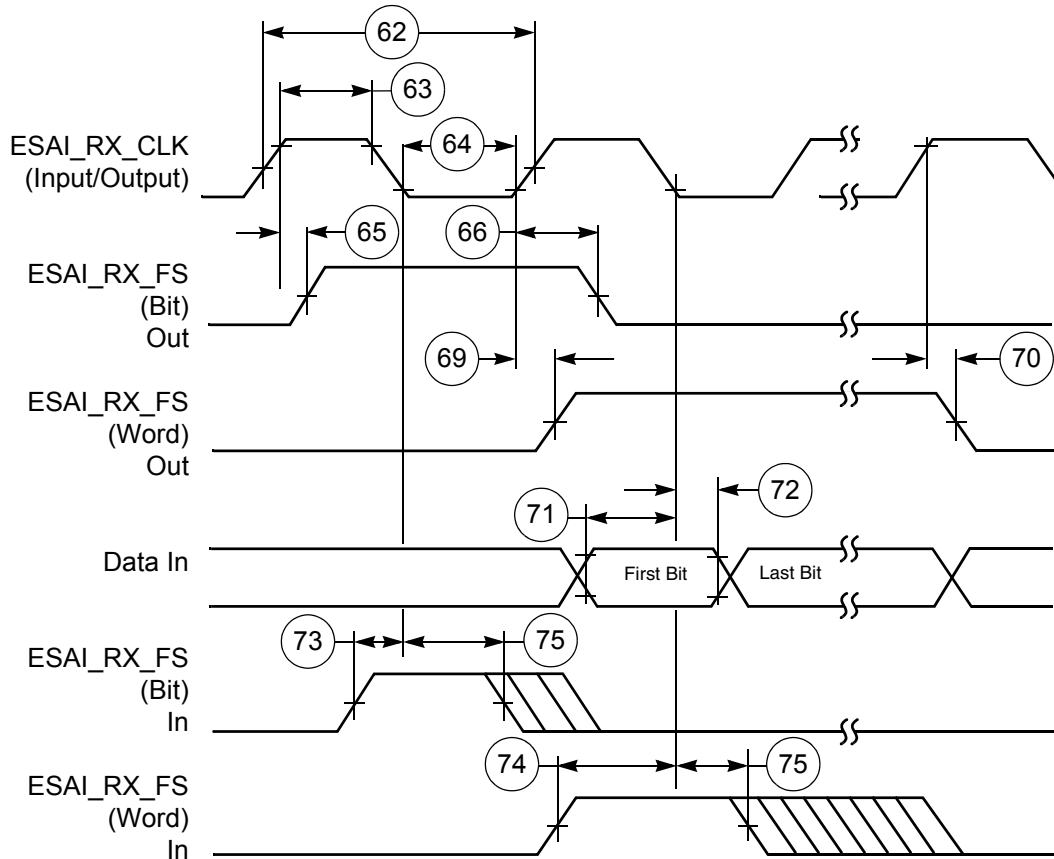 62
63
ESAI_RX_CLK
(Input/Output)
64
65
66
ESAI_RX_FS
(Bit)
Out
69
70
ESAI_RX_FS
(Word)
Out
71
72
Data In
First Bit
Last Bit
73
75
ESAI_RX_FS
(Bit)
In
74
75
ESAI_RX_FS
(Word)
In